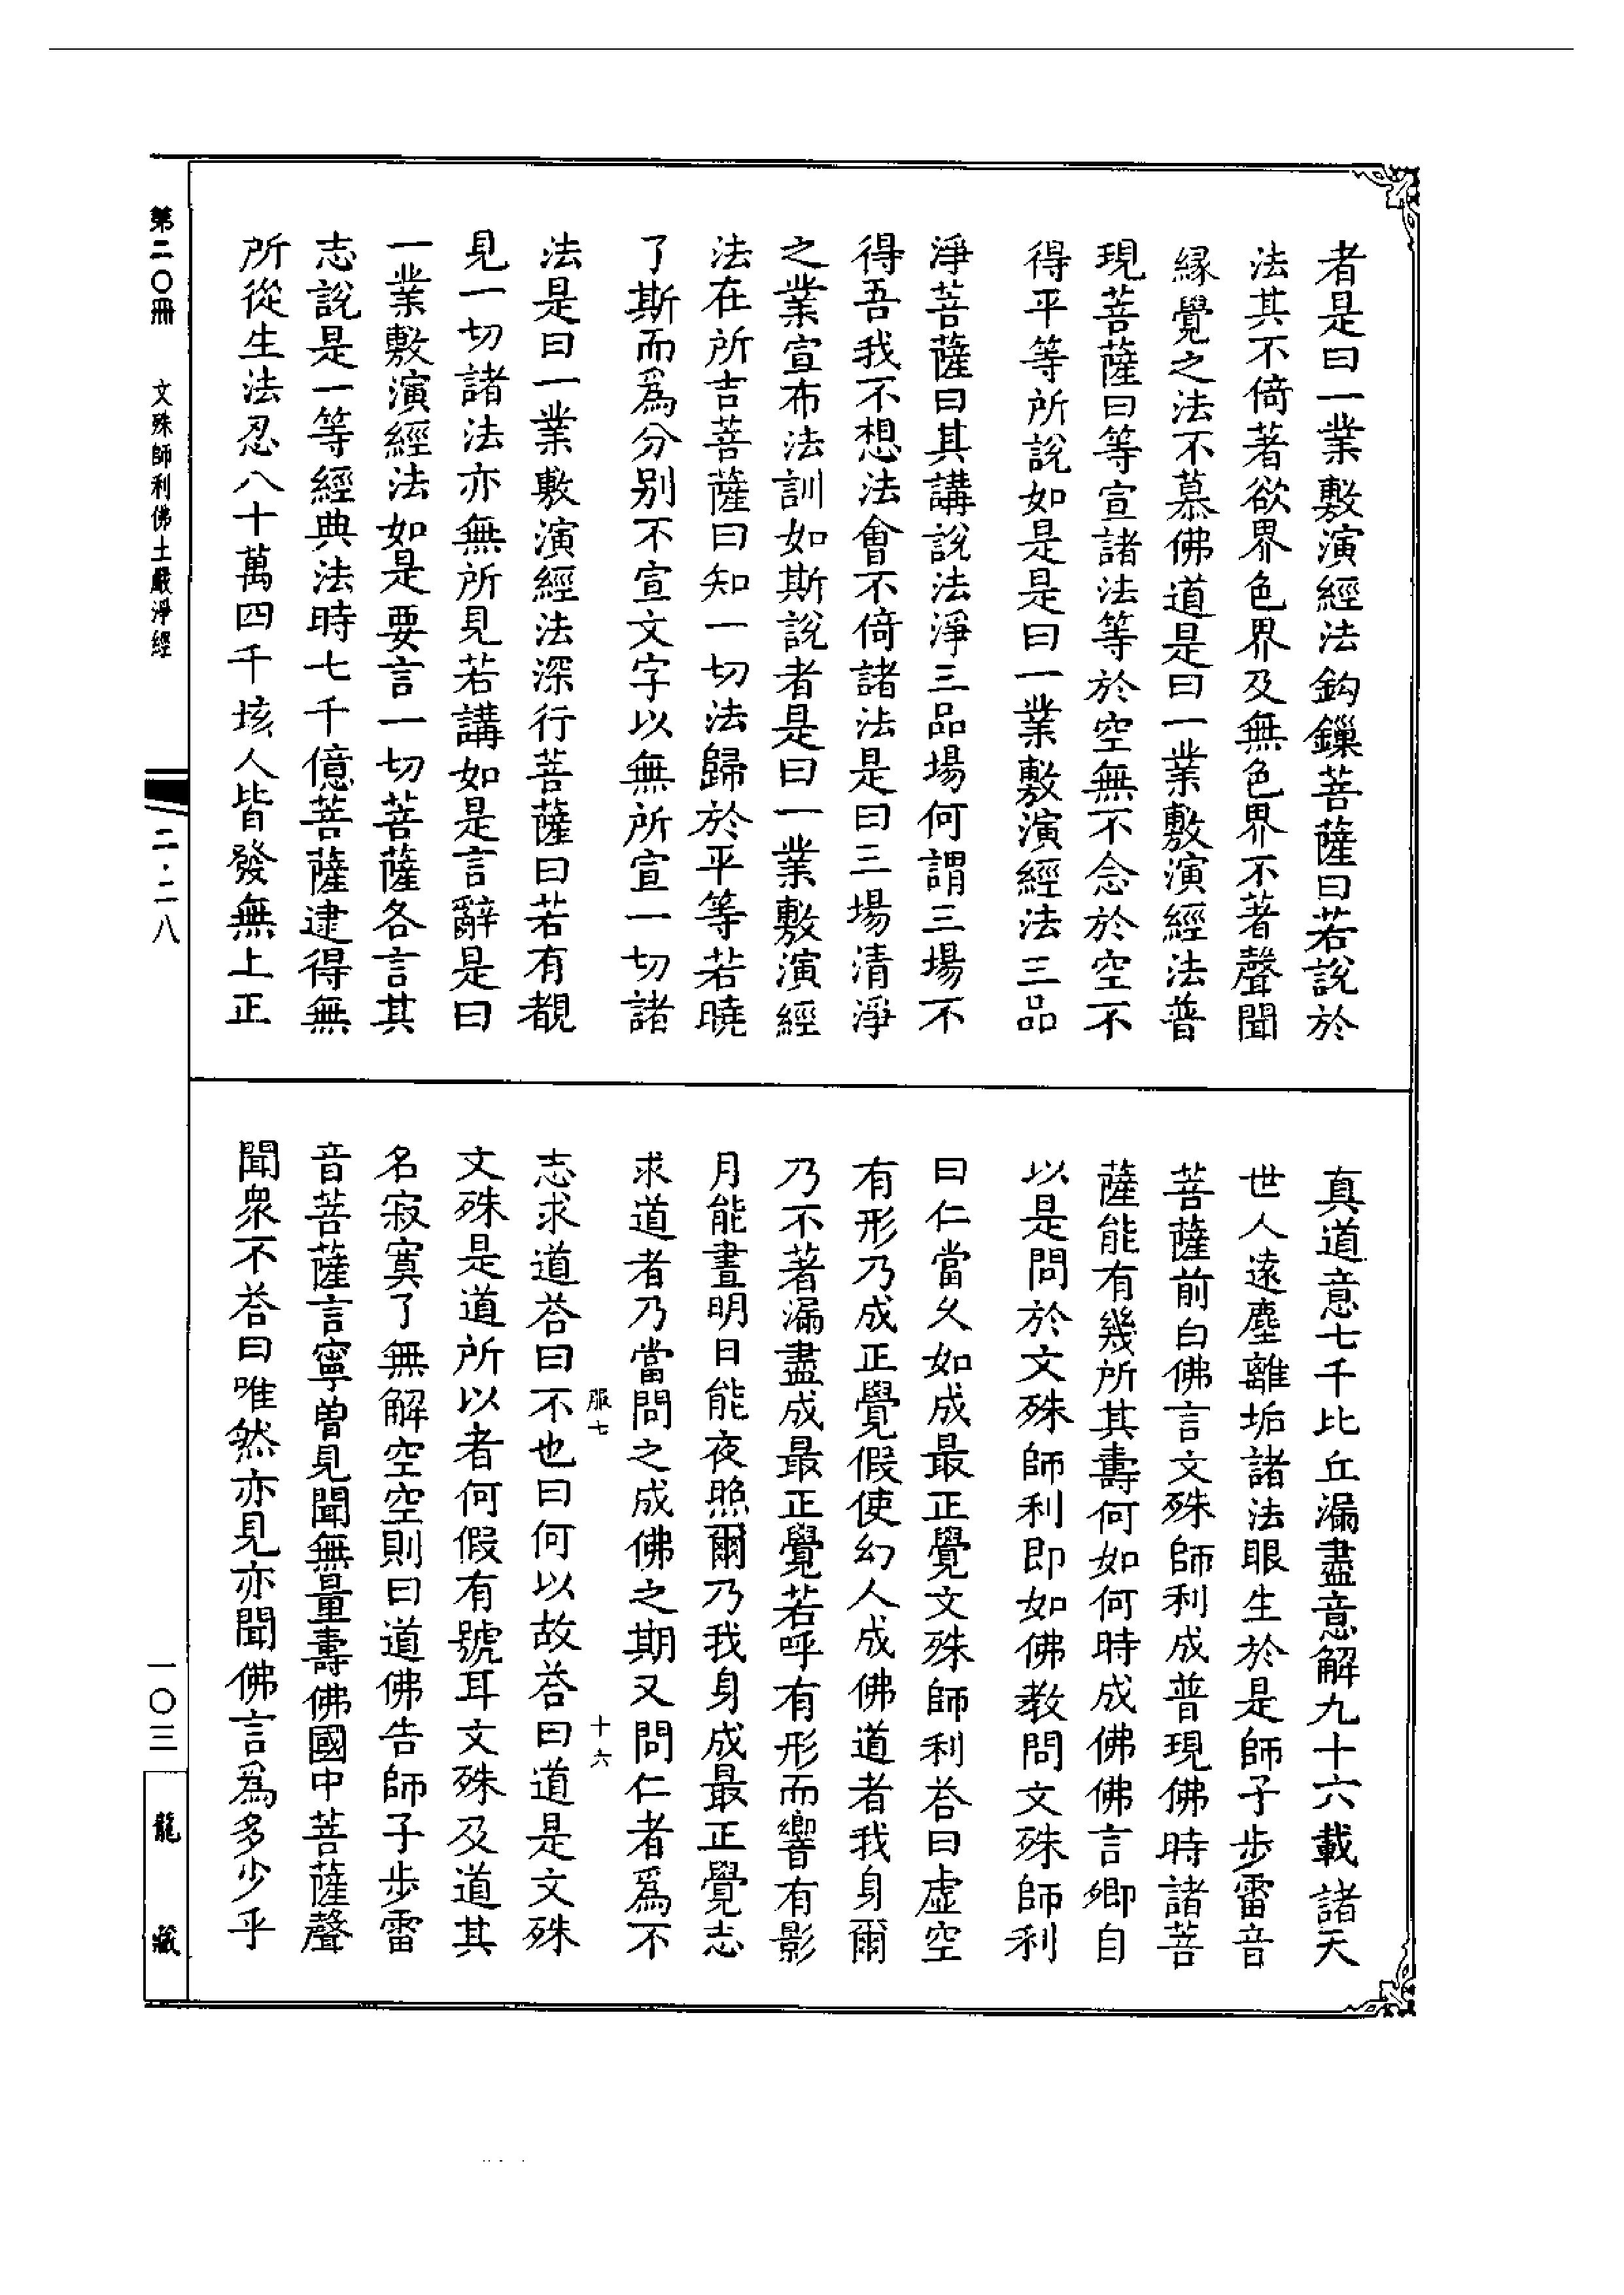 者是曰一業敷演經法鈎鏁菩薩曰若說於
法其不倚著欲界色界及無色界不著聲聞
緣覺之法不慕佛道是曰一業敷演經法普
現菩薩曰等宣諸法等於空無不念於空不
得平等所說如是是曰一業敷演經法三品
淨菩薩曰其講說法淨三品場何謂三場不
得吾我不想法會不倚諸法是曰三場清淨
之業宣布法訓如斯說者是曰一業敷演經
法在所吉菩薩曰知一切法歸於平等若曉
了斯而爲分别不宣文字以無所宣一切諸
法是曰一業敷演經法深行菩薩曰若有覩
見一切諸法亦無所見若講如是言辭是曰
一業敷演經法如是要言一切菩薩各言其
志說是一等經典法時七千億菩薩逮得無
所從生法忍八十萬四千垓人皆發無上正
真道意七千比丘漏盡意解九十六載諸天
世人遠塵離垢諸法眼生於是師子步雷音
菩薩前白佛言文殊師利成普現佛時諸菩
薩能有幾所其壽何如何時成佛佛言卿自
以是問於文殊師利即如佛教問文殊師利
曰仁當久如成最正覺文殊師利荅曰虛空
有形乃成正覺假使幻人成佛道者我身爾
乃不著漏盡成最正覺若呼有形而響有影
月能晝明日能夜照爾乃我身成最正覺志
求道者乃當問之成佛之期又問仁者爲不
服七
十六
志求道荅曰不也曰何以故荅曰道是文殊
文殊是道所以者何假有號耳文殊及道其
名寂寞了無解空空則曰道佛告師子步雷
音菩薩言寧曽見聞無量壽佛國中菩薩聲
聞眾不荅曰唯然亦見亦聞佛言爲多少乎
第二〇冊 文殊師利佛土嚴淨經
二·二八
一〇三
龍藏